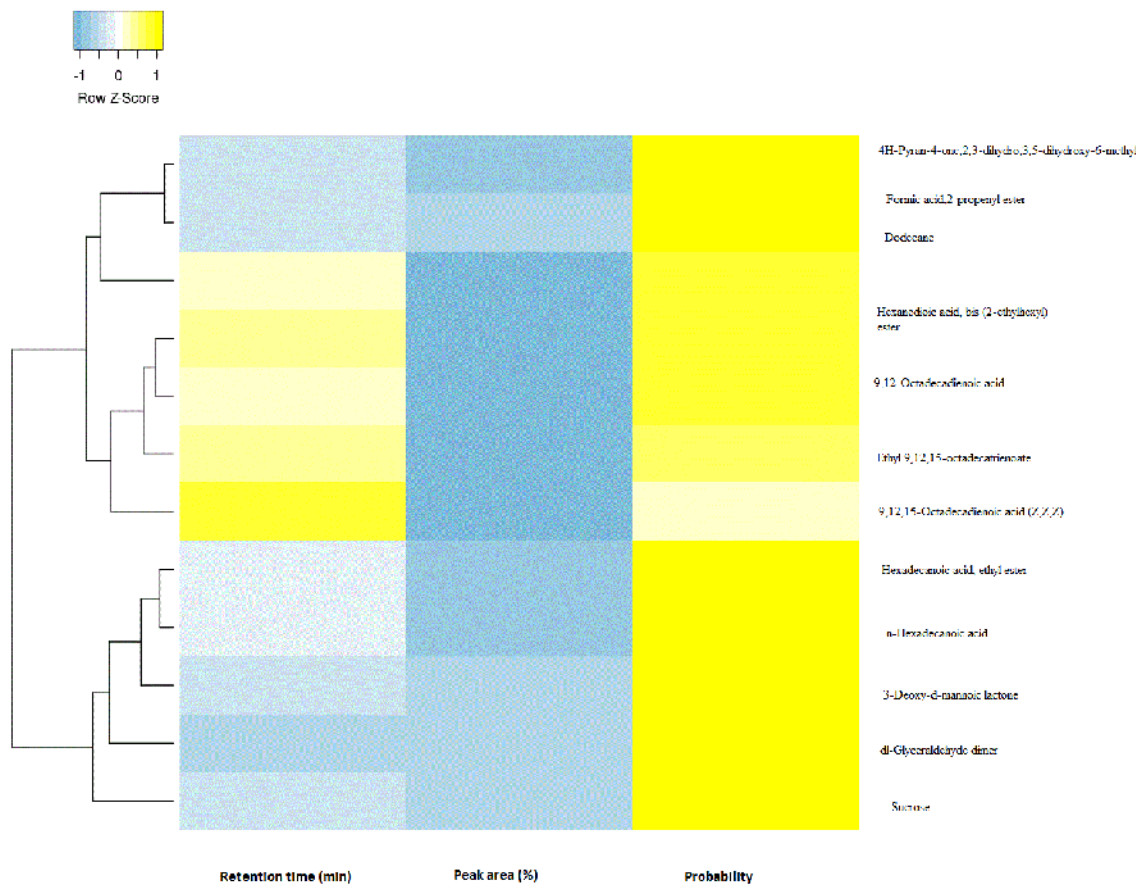 -1 0 1
Row Z-Score
4H-Pyran-4-one,2,3-dihydro,3,5-dihydroxy-6-methyl
Formic acid,2-propenyl ester
Dodecane
Hexanedioic acid, bis (2-ethylhexyl)
ester
9,12-Octadecadienoic acid
Ethyl 9,12,15-octadecatrienoate
9,12,15-Octadecadienoic acid (Z,Z,Z)
Hexadecanoic acid, ethyl ester
n-Hexadecanoic acid
3-Deoxy-d-mannoic lactone
dl-Glyceraldehyde dimer
Sucrose
Retention time (min) Peak area (%) Probability